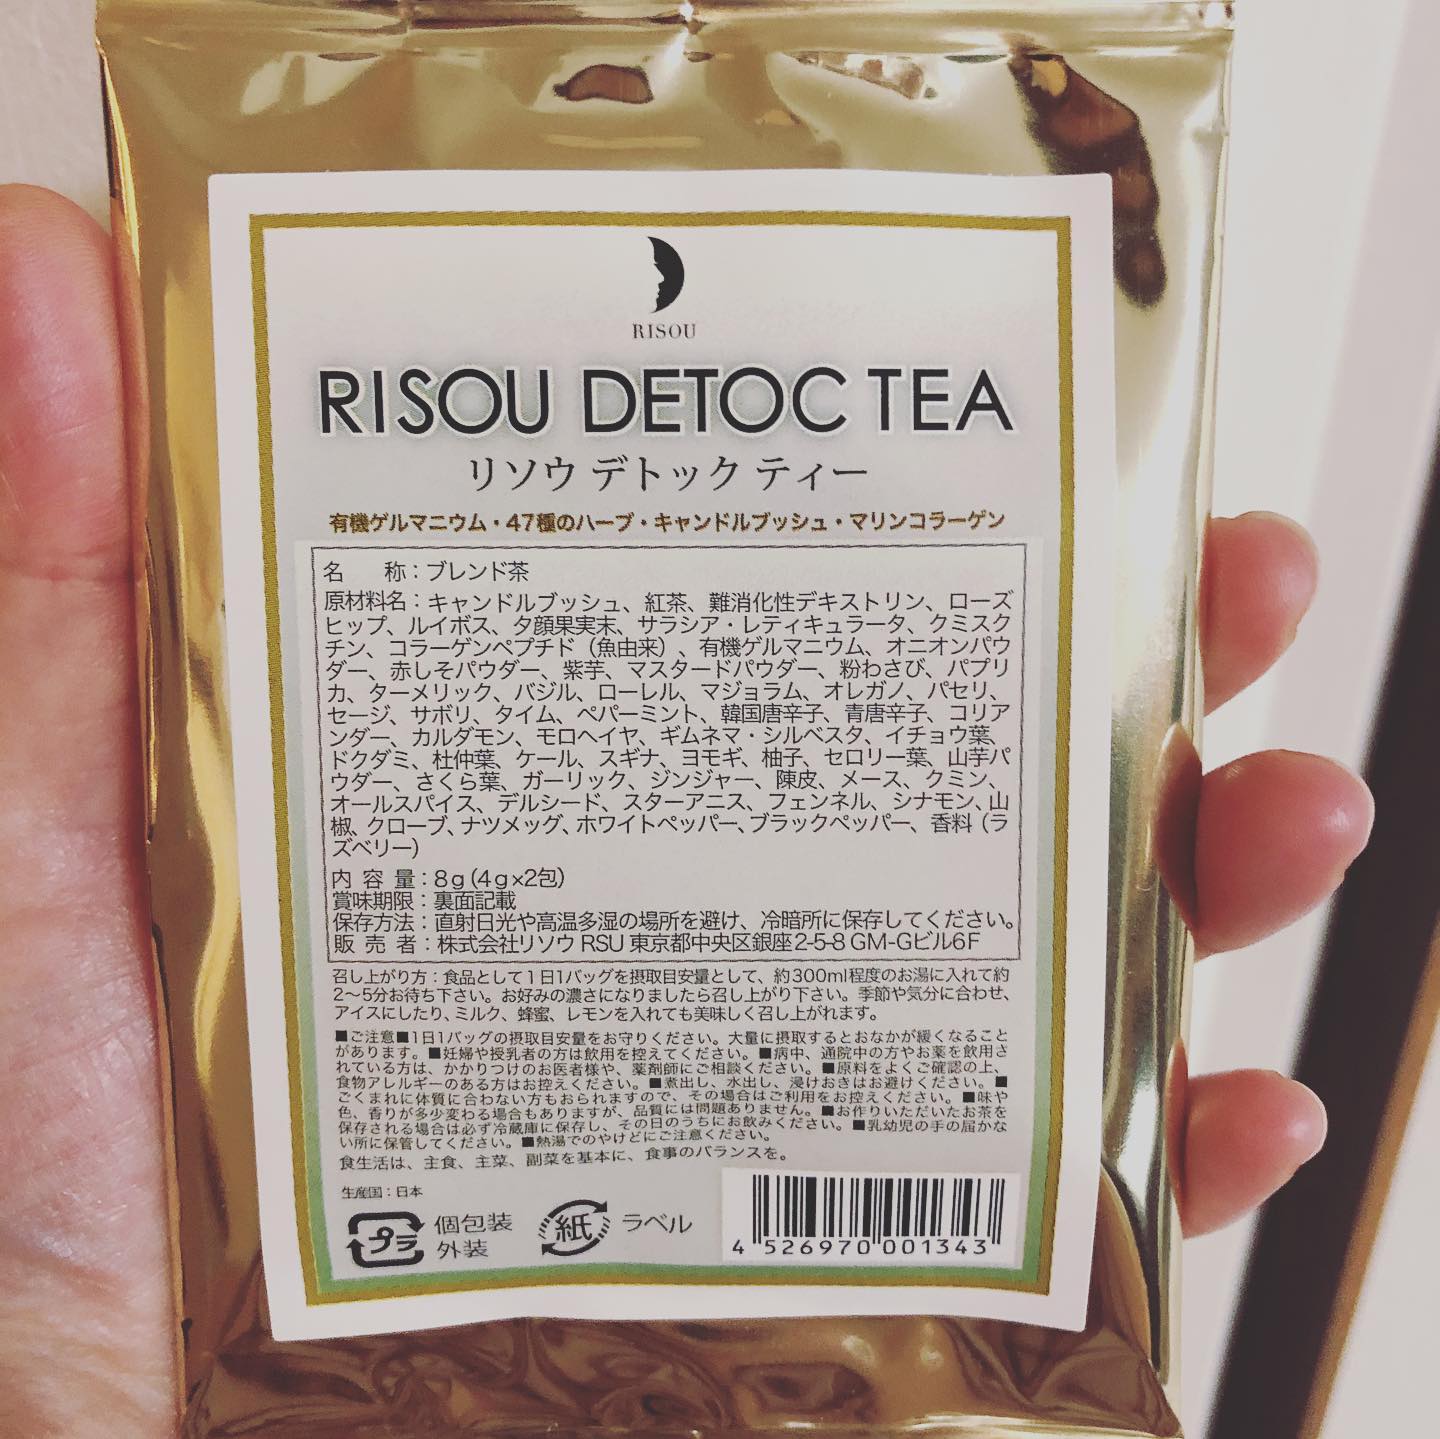 RISOU
RISOU DETOC TEA
リソウ デトック ティー
有機ゲルマニウム・47種のハーブ・キャンドルブッシュ・マリンコラーゲン
名　　称：ブレンド茶
原材料名：キャンドルブッシュ、紅茶、難消化性デキストリン、ローズ
ヒップ、ルイボス、夕顔果実末、サラシア・レティキュラータ、クミスク
チン、コラーゲンペプチド（魚由来）、有機ゲルマニウム、オニオンパウ
ダー、赤しそパウダー、紫芋、マスタードパウダー、粉わさび、パプリ
カ、ターメリック、バジル、ローレル、マジョラム、オレガノ、パセリ、
セージ、サボリ、タイム、ペパーミント、韓国唐辛子、青唐辛子、コリア
ンダー、カルダモン、モロヘイヤ、ギムネマ・シルベスタ、イチョウ葉、
ドクダミ、杜仲葉、ケール、スギナ、ヨモギ、柚子、セロリー葉、山芋パ
ウダー、さくら葉、ガーリック、ジンジャー、陳皮、メース、クミン、
オールスパイス、デルシード、スターアニス、フェンネル、シナモン、山
椒、クローブ、ナツメッグ、ホワイトペッパー、ブラックペッパー、香料（ラ
ズベリー）
内 容 量：8g（4g×2包）
賞味期限：裏面記載
保存方法：直射日光や高温多湿の場所を避け、冷暗所に保存してください。
販 売 者：株式会社リソウ RSU 東京都中央区銀座2-5-8 GM-Gビル6F
召し上がり方：食品として1日1バッグを摂取目安量として、約300ml程度のお湯に入れて約
2～5分お待ち下さい。お好みの濃さになりましたら召し上がり下さい。季節や気分に合わせ、
アイスにしたり、ミルク、蜂蜜、レモンを入れても美味しく召し上がれます。
■ご注意■1日1バッグの摂取目安量をお守りください。大量に摂取するとおなかが緩くなること
があります。■妊婦や授乳者の方は飲用を控えてください。■病中、通院中の方やお薬を飲用さ
れている方は、かかりつけのお医者様や、薬剤師にご相談ください。■原料をよくご確認の上、
食物アレルギーのある方はお控えください。■煮出し、水出し、浸けおきはお避けください。■
ごくまれに体質に合わない方もおられますので、その場合はご利用をお控えください。■味や
色、香りが多少変わる場合もありますが、品質には問題ありません。■お作りいただいたお茶を
保存される場合は必ず冷蔵庫に保存し、その日のうちにお飲みください。■乳幼児の手の届かな
い所に保管してください。■熱湯でのやけどにご注意ください。
食生活は、主食、主菜、副菜を基本に、食事のバランスを。
生産国：日本
プラ 個包装
外装
紙 ラベル
4 526970 001343